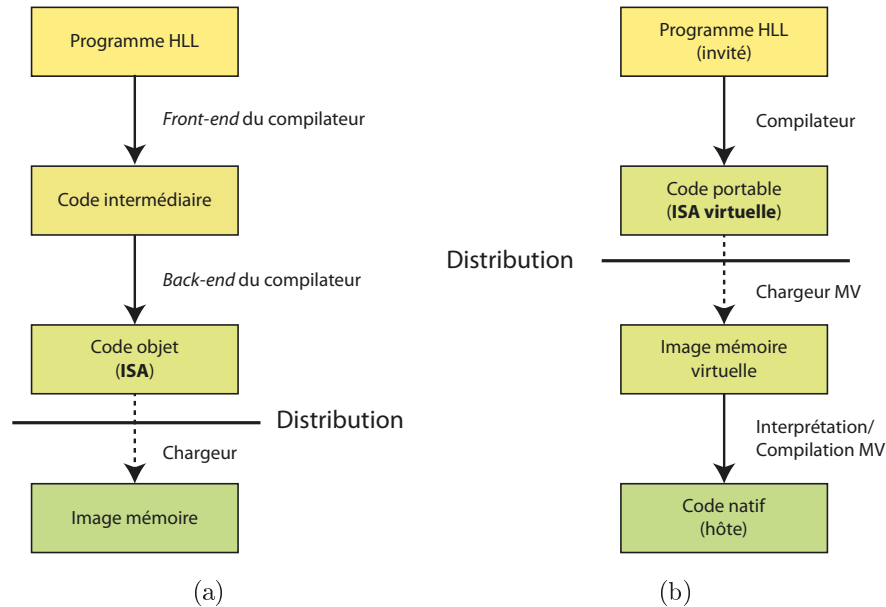 Programme HLL
Front-end du compilateur
Code intermédiaire
Back-end du compilateur
Code objet
(ISA)
Distribution
Chargeur
Image mémoire
(a)
Programme HLL
(invité)
Compilateur
Code portable
(ISA virtuelle)
Distribution
Chargeur MV
Image mémoire
virtuelle
Interprétation/
Compilation MV
Code natif
(hôte)
(b)